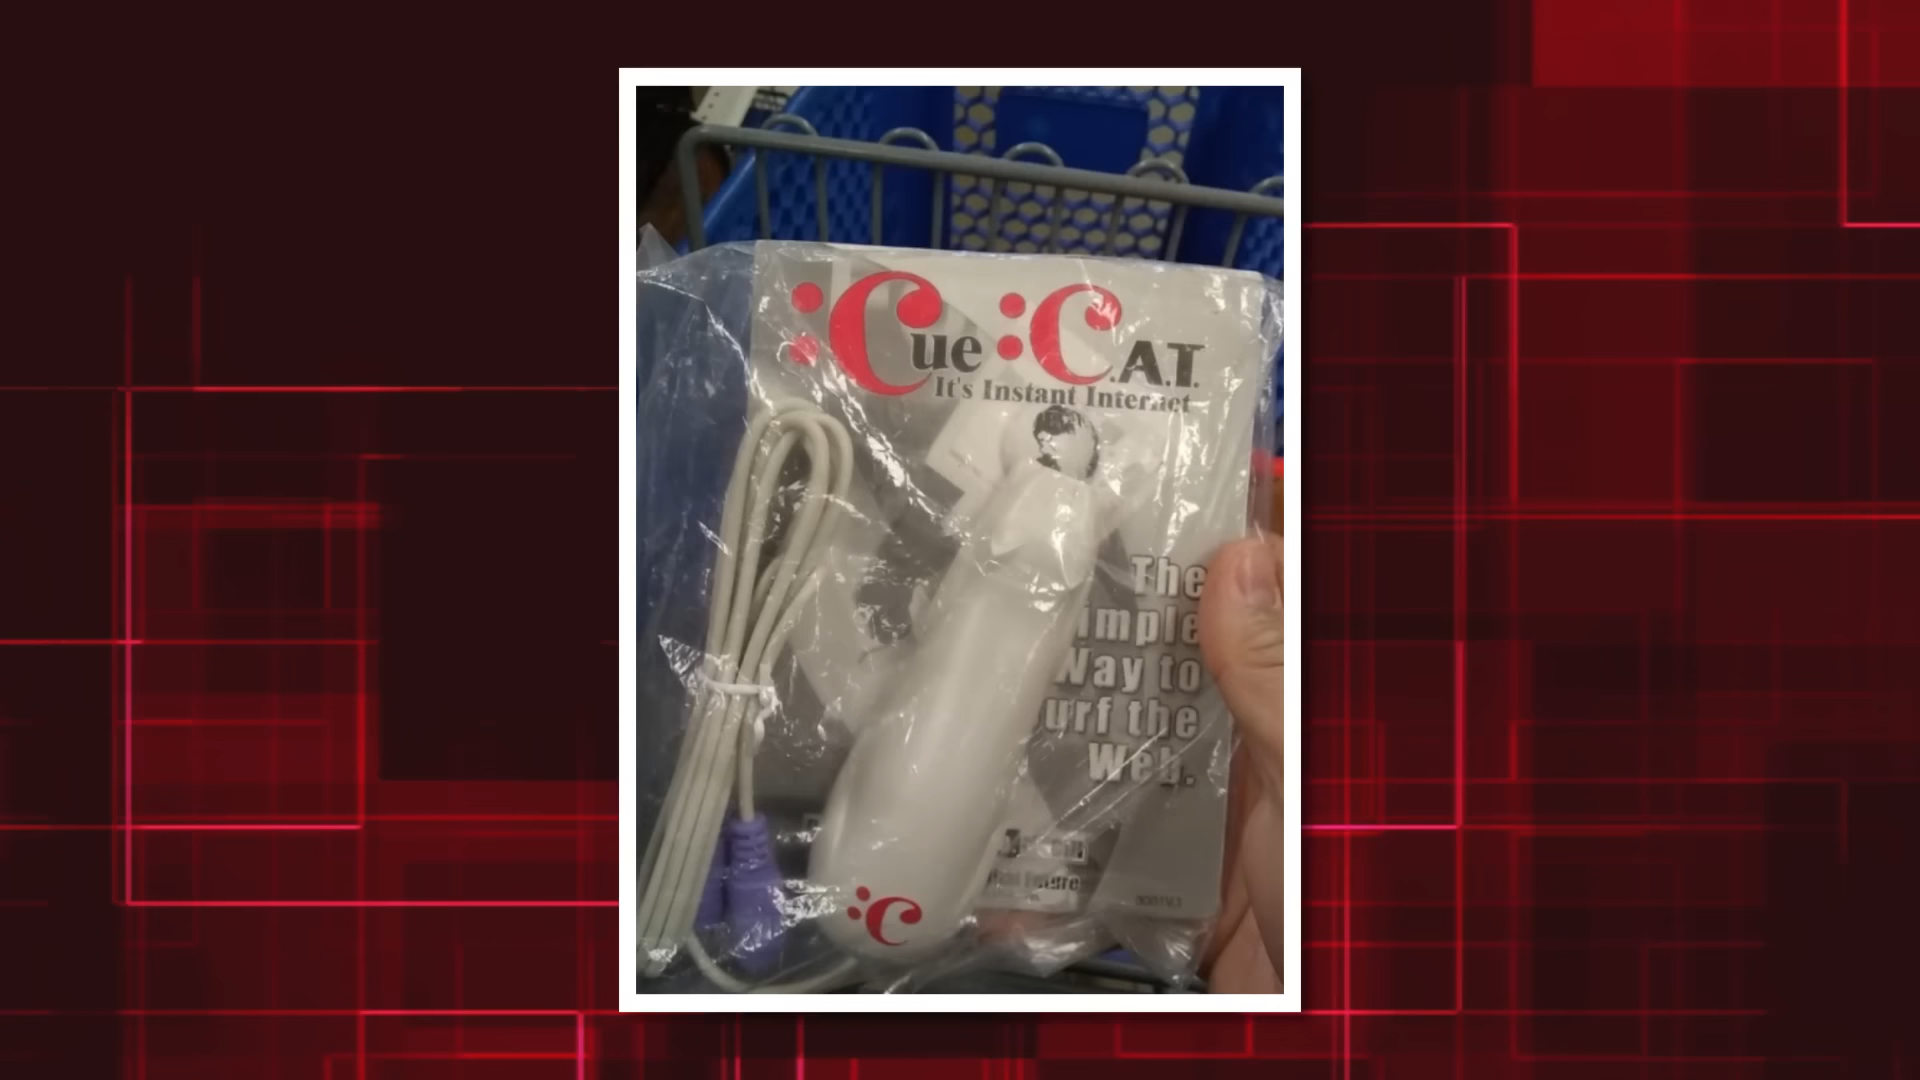 :Cue :C.A.T.
It's Instant Internet
The
imple
Way to
urf the
Web.
:C